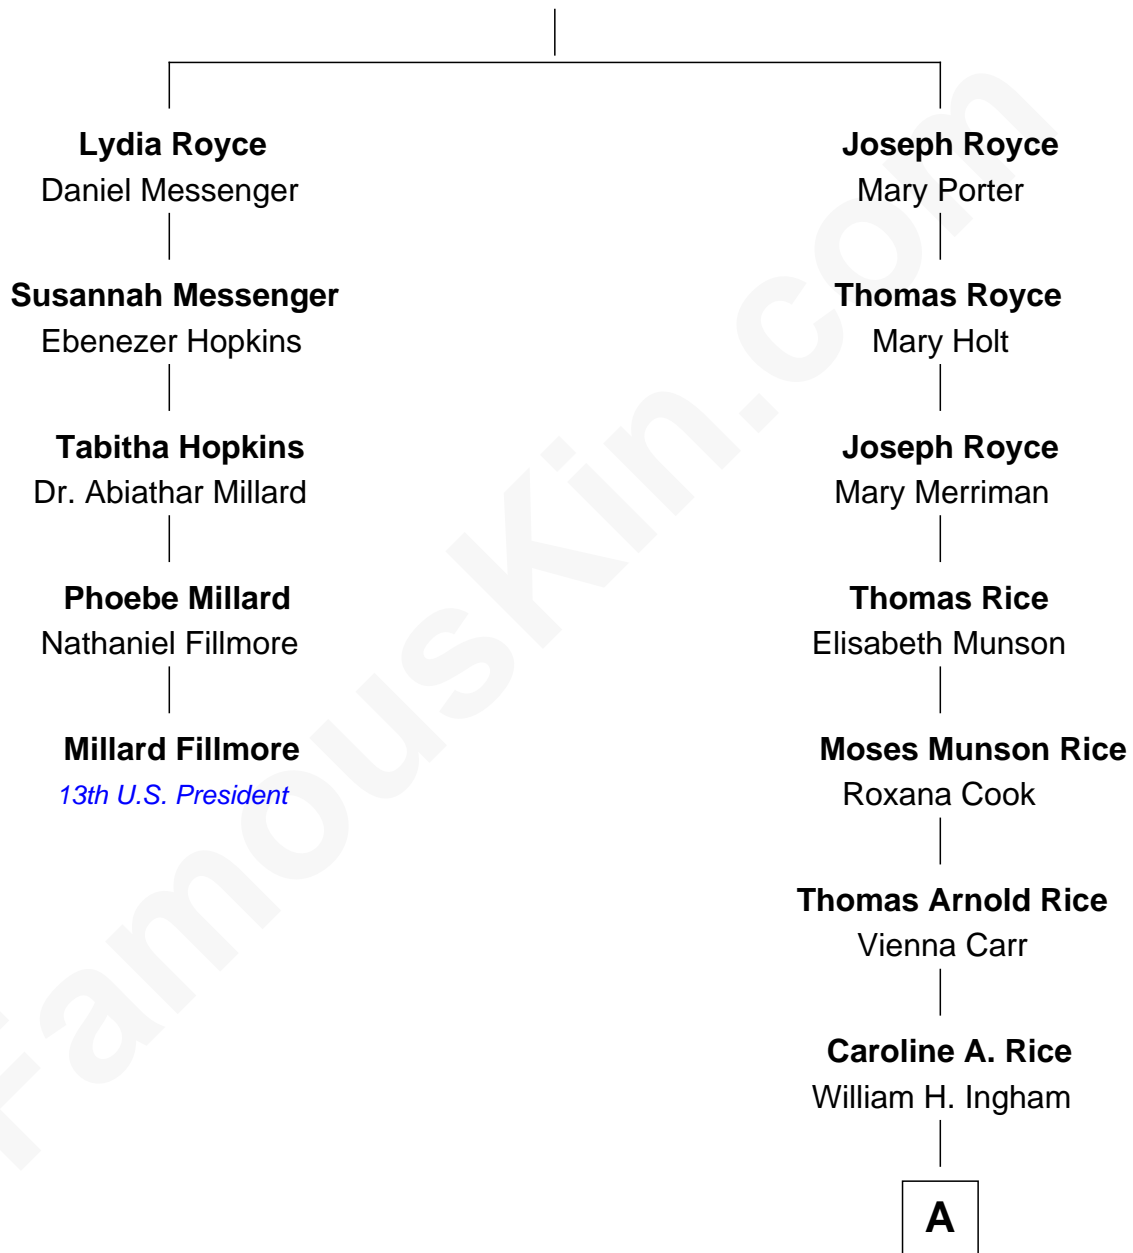 Lydia Royce
Daniel Messenger
Susannah Messenger
Ebenezer Hopkins
Tabitha Hopkins
Dr. Abiathar Millard
Phoebe Millard
Nathaniel Fillmore
Millard Fillmore
13th U.S. President
Joseph Royce
Mary Porter
Thomas Royce
Mary Holt
Joseph Royce
Mary Merriman
Thomas Rice
Elisabeth Munson
Moses Munson Rice
Roxana Cook
Thomas Arnold Rice
Vienna Carr
Caroline A. Rice
William H. Ingham
A
FamousKin.com